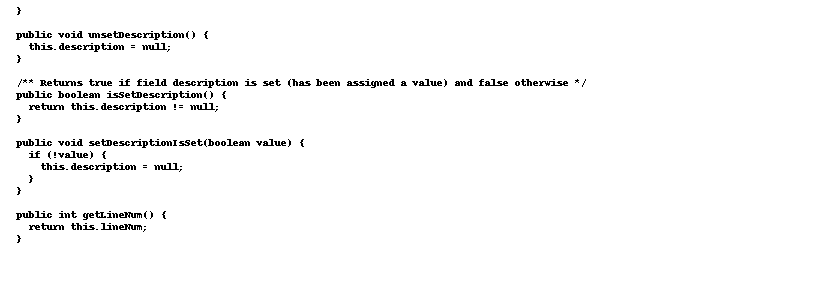 }

public void unsetDescription() {
  this.description = null;
}

/** Returns true if field description is set (has been assigned a value) and false otherwise */
public boolean isSetDescription() {
  return this.description != null;
}

public void setDescriptionIsSet(boolean value) {
  if (!value) {
    this.description = null;
  }
}

public int getLineNum() {
  return this.lineNum;
}